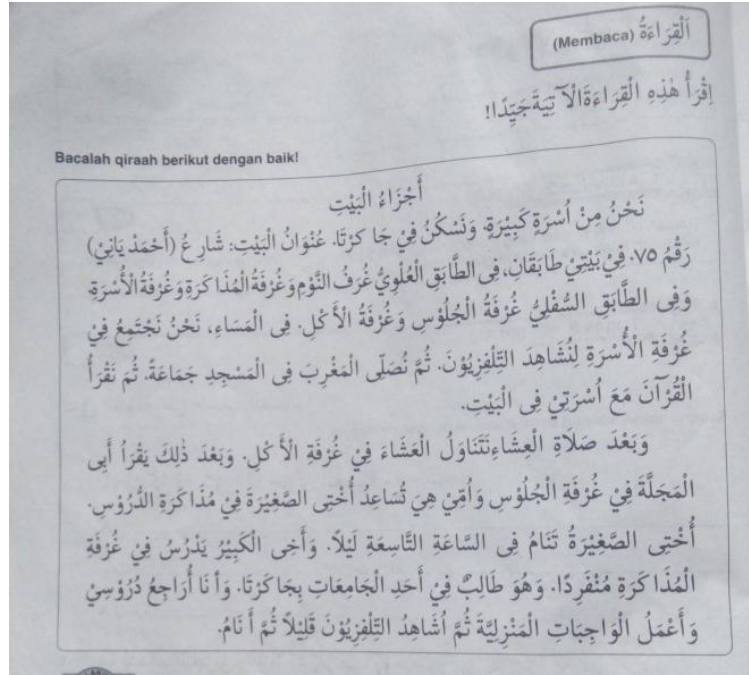 اَلْقِرَاءَةُ (Membaca)
اِقْرَأْ هٰذِهِ الْقِرَاءَةَ الْآتِيَةَ جَيِّدًا!
Bacalah qiraah berikut dengan baik!
أَجْزَاءُ الْبَيْتِ
نَحْنُ مِنْ اُسْرَةٍ كَبِيْرَةٍ. وَنَسْكُنُ فِيْ جَا كرْتَا. عُنْوَانُ الْبَيْتِ: شَارِعُ (أَحْمَدْ يَانِيْ)
رَقْمُ ٧٥. فِيْ بَيْتِيْ طَابَقَانِ، فِى الطَّابَقِ الْعُلْوِيُّ غُرَفُ النَّوْمِ وَغُرْفَةُ الْمُذَاكَرَةِ وَغُرْفَةُ الْأُسْرَةِ.
وَفِى الطَّابَقِ السُّفْلِيُّ غُرْفَةُ الْجُلُوْسِ وَغُرْفَةُ الْأَكْلِ. فِى الْمَسَاءِ، نَحْنُ نَجْتَمِعُ فِيْ
غُرْفَةِ الْأُسْرَةِ لِنُشَاهِدَ التِّلْفِزِيُوْنَ. ثُمَّ نُصَلِّى الْمَغْرِبَ فِى الْمَسْجِدِ جَمَاعَةً. ثُمَ نَقْرَأُ
الْقُرْآنَ مَعَ اُسْرَتِيْ فِى الْبَيْتِ.
وَبَعْدَ صَلَاةِ الْعِشَاءِ نَتَنَاوَلُ الْعَشَاءَ فِيْ غُرْفَةِ الْأَكْلِ. وَبَعْدَ ذٰلِكَ يَقْرَاُ أَبِى
الْمَجَلَّةَ فِيْ غُرْفَةِ الْجُلُوْسِ وَاُمِّيْ هِيَ تُسَاعِدُ أُخْتِى الصَّغِيْرَةَ فِيْ مُذَاكَرَةِ الدُّرُوْسِ.
أُخْتِى الصَّغِيْرَةُ تَنَامُ فِى السَّاعَةِ التَّاسِعَةِ لَيْلاً. وَأَخِى الْكَبِيْرُ يَدْرُسُ فِيْ غُرْفَةِ
الْمُذَاكَرَةِ مُنْفَرِدًا. وَهُوَ طَالِبٌ فِيْ أَحَدِ الْجَامِعَاتِ بِجَاكَرْتَا. وَأَنَا أُرَاجِعُ دُرُوْسِيْ
وَأَعْمَلُ الْوَاجِبَاتِ الْمَنْزِلِيَّةَ ثُمَّ اُشَاهِدُ التِّلْفِزِيُوْنَ قَلِيْلاً ثُمَّ أَنَامُ.